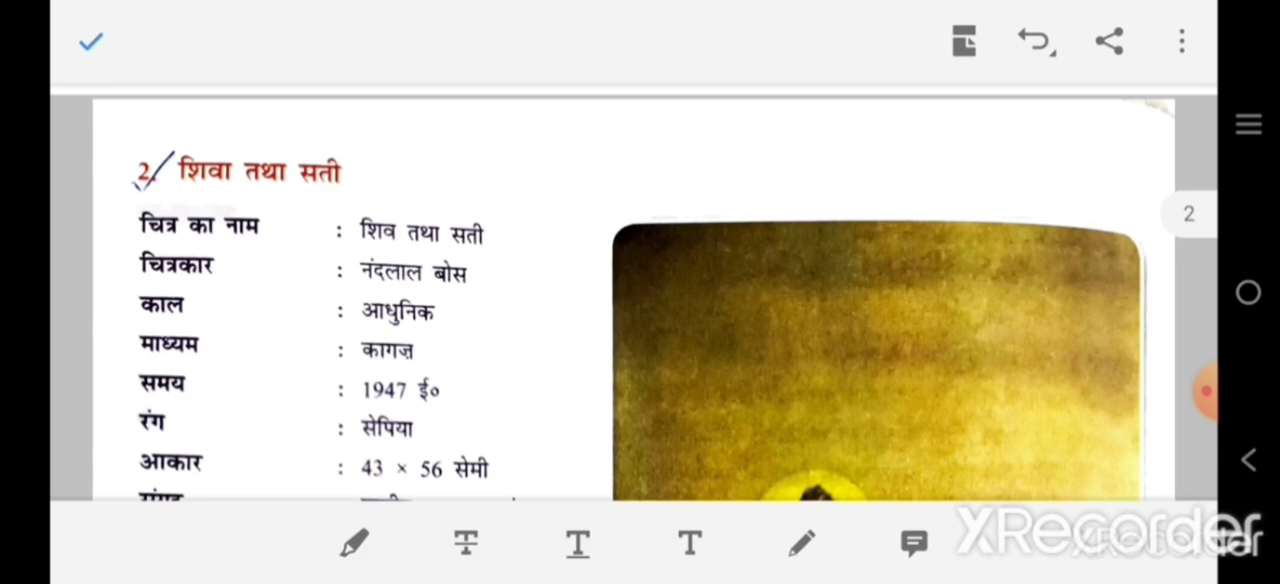 2. शिवा तथा सती
चित्र का नाम : शिव तथा सती
चित्रकार : नंदलाल बोस
काल : आधुनिक
माध्यम : कागज़
समय : 1947 ई०
रंग : सेपिया
आकार : 43 × 56 सेमी
2
T T T
XRecorder